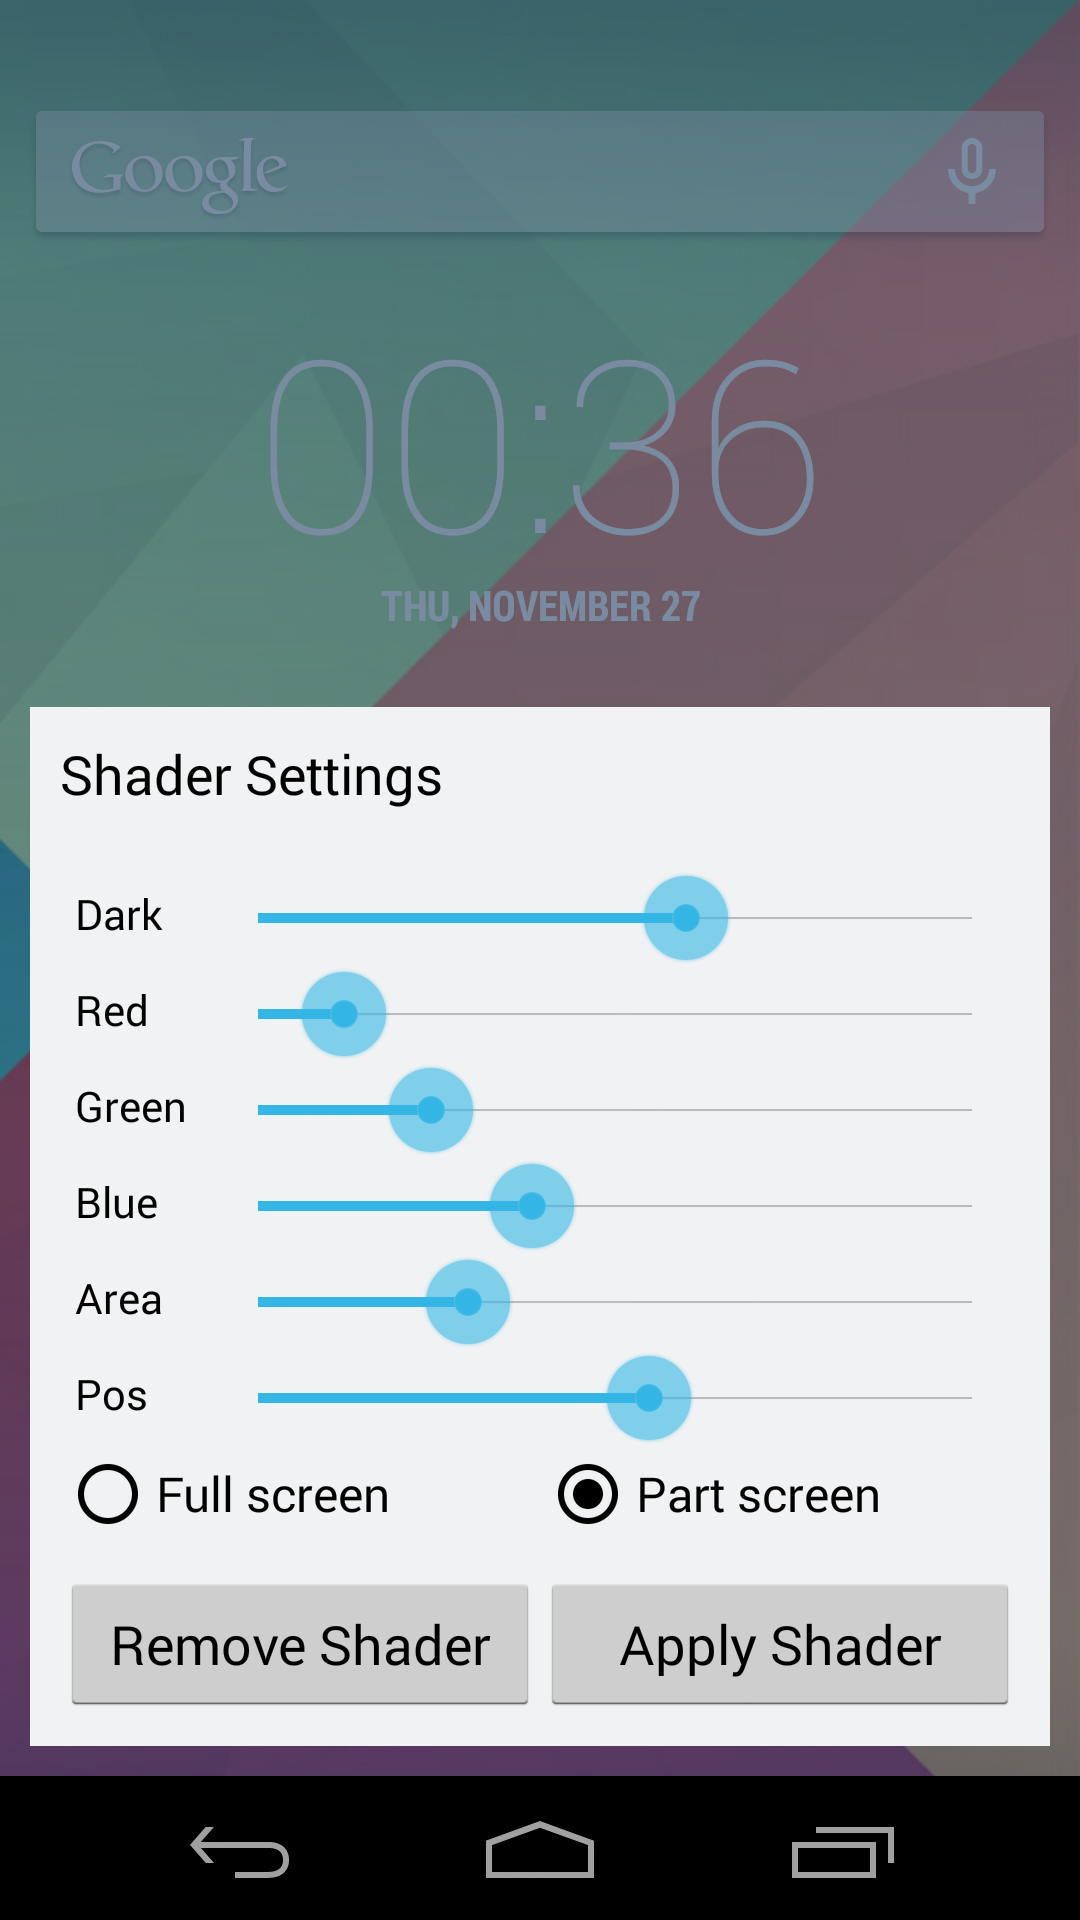 Google
00:36
THU, NOVEMBER 27
Shader Settings
Dark
Red
Green
Blue
Area
Pos
Full screen Part screen
Remove Shader Apply Shader